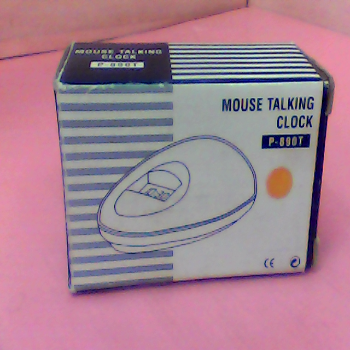 MOUSE TALKING
CLOCK
P-890T
MOUSE TALKING
CLOCK
P-890T
CE